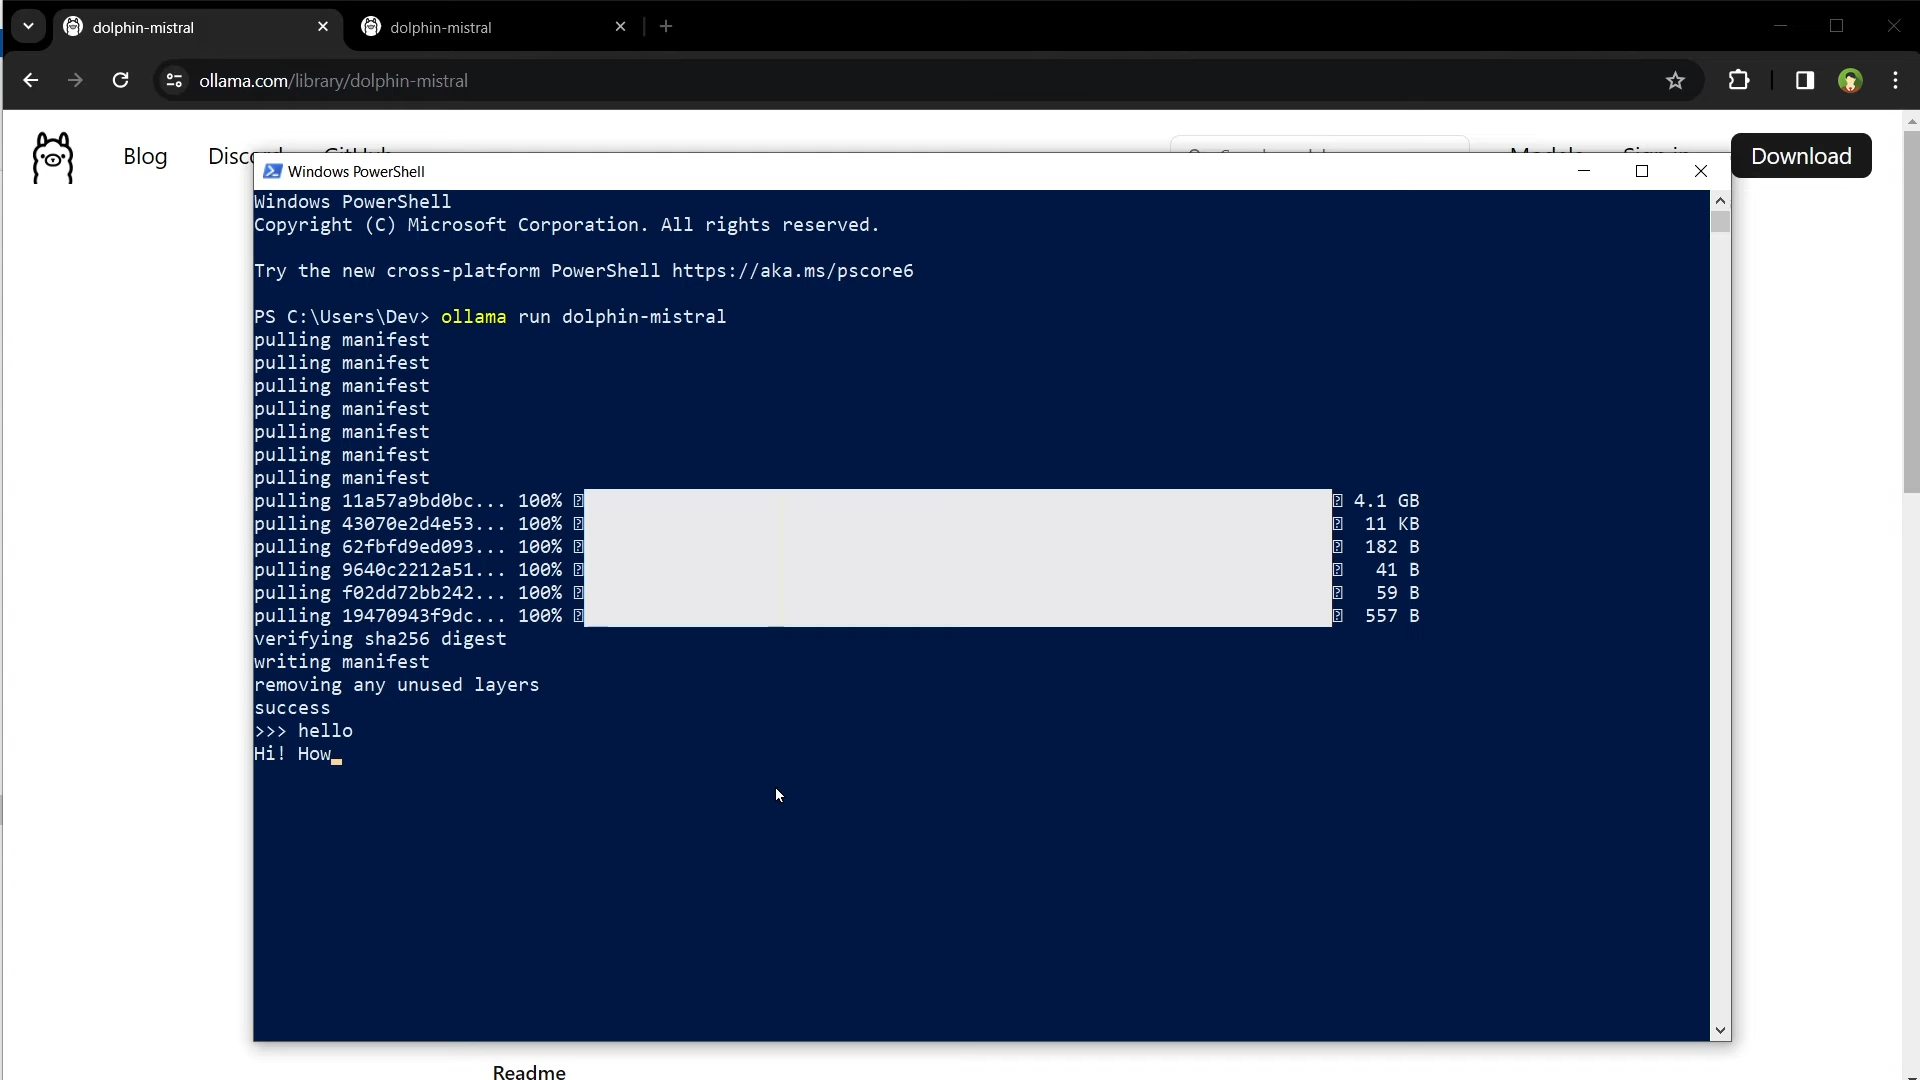 dolphin-mistral
dolphin-mistral
ollama.com/library/dolphin-mistral
Blog
Download
Windows PowerShell
Windows PowerShell
Copyright (C) Microsoft Corporation. All rights reserved.
Try the new cross-platform PowerShell https://aka.ms/pscore6
PS C:\Users\Dev> ollama run dolphin-mistral
pulling manifest
pulling manifest
pulling manifest
pulling manifest
pulling manifest
pulling manifest
pulling manifest
pulling 11a57a9bd0bc... 100% 4.1 GB
pulling 43070e2d4e53... 100% 11 KB
pulling 62fbfd9ed093... 100% 182 B
pulling 9640c2212a51... 100% 41 B
pulling f02dd72bb242... 100% 59 B
pulling 19470943f9dc... 100% 557 B
verifying sha256 digest
writing manifest
removing any unused layers
success
>>> hello
Hi! How
Readme